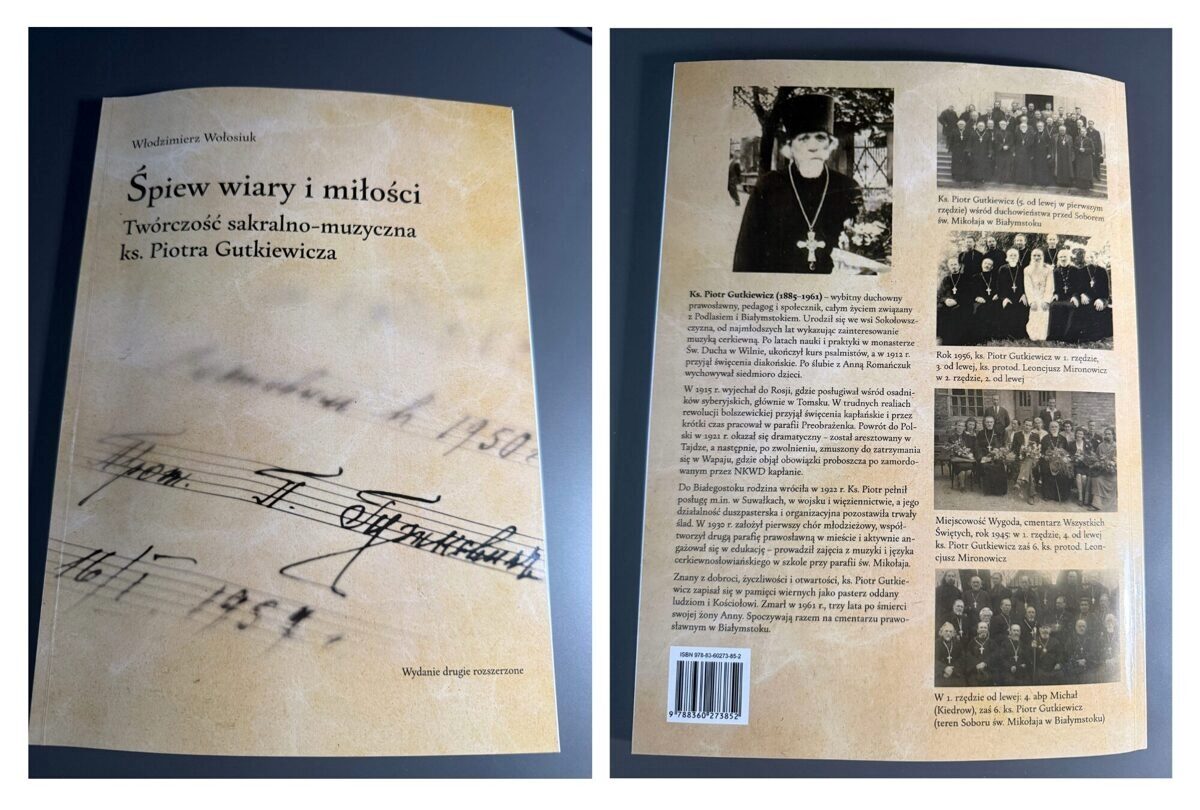 Włodzimierz Wołosiuk
Śpiew wiary i miłości
Twórczość sakralno-muzyczna
ks. Piotra Gutkiewicza
1950
Прот. П. Гуткевичъ
16/I 1957.
Wydanie drugie rozszerzone
Ks. Piotr Gutkiewicz (1885–1961) – wybitny duchowny
prawosławny, pedagog i społecznik, całym życiem związany
z Podlasiem i Białymstokiem. Urodził się we wsi Sokołowsz-
czyzna, od najmłodszych lat wykazując zainteresowanie
muzyką cerkiewną. Po latach nauki i praktyki w monasterze
Św. Ducha w Wilnie, ukończył kurs psalmistów, a w 1912 r.
przyjął święcenia diakońskie. Po ślubie z Anną Romańczuk
wychowywał siedmioro dzieci.
W 1915 r. wyjechał do Rosji, gdzie posługiwał wśród osadni-
ków syberyjskich, głównie w Tomsku. W trudnych realiach
rewolucji bolszewickiej przyjął święcenia kapłańskie i przez
krótki czas pracował w parafii Preobrażenka. Powrót do Pol-
ski w 1921 r. okazał się dramatyczny – został aresztowany w
Tajdze, a następnie, po zwolnieniu, zmuszony do zatrzymania
się w Wapaju, gdzie objął obowiązki proboszcza po zamordo-
wanym przez NKWD kapłanie.
Do Białegostoku rodzina wróciła w 1922 r. Ks. Piotr pełnił
posługę m.in. w Suwałkach, w wojsku i więziennictwie, a jego
działalność duszpasterska i organizacyjna pozostawiła trwały
ślad. W 1930 r. założył pierwszy chór młodzieżowy, współ-
tworzył drugą parafię prawosławną w mieście i aktywnie an-
gażował się w edukację – prowadził zajęcia z muzyki i języka
cerkiewnosłowiańskiego w szkole przy parafii św. Mikołaja.
Znany z dobroci, życzliwości i otwartości, ks. Piotr Gutkie-
wicz zapisał się w pamięci wiernych jako pasterz oddany
ludziom i Kościołowi. Zmarł w 1961 r., trzy lata po śmierci
swojej żony Anny. Spoczywają razem na cmentarzu prawo-
sławnym w Białymstoku.
ISBN 978-83-60273-85-2
9 788360 273852
Ks. Piotr Gutkiewicz (5. od lewej w pierwszym
rzędzie) wśród duchowieństwa przed Soborem
św. Mikołaja w Białymstoku
Rok 1956, ks. Piotr Gutkiewicz w 1. rzędzie,
3. od lewej, ks. protod. Leoncjusz Mironowicz
w 2. rzędzie, 2. od lewej
Miejscowość Wygoda, cmentarz Wszystkich
Świętych, rok 1945: w 1. rzędzie, 4. od lewej
ks. Piotr Gutkiewicz zaś 6. ks. protod. Leon-
cjusz Mironowicz
W 1. rzędzie od lewej: 4. abp Michał
(Kiedrow), zaś 6. ks. Piotr Gutkiewicz
(teren Soboru św. Mikołaja w Białymstoku)